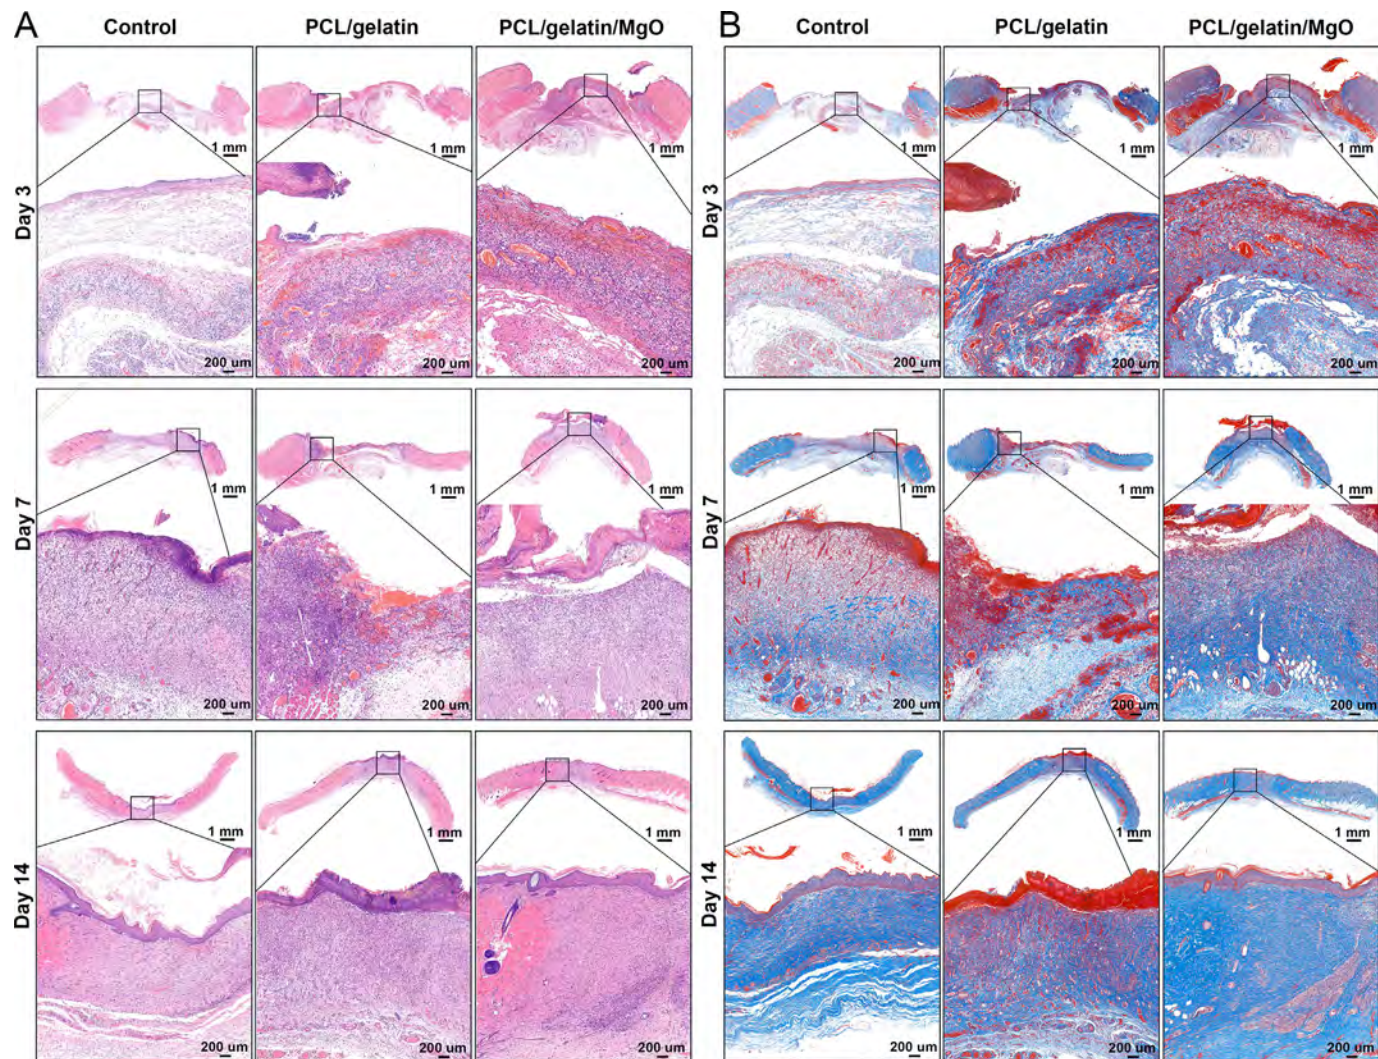 A B
Control PCL/gelatin PCL/gelatin/MgO Control PCL/gelatin PCL/gelatin/MgO
Day 3 Day 3
1 mm 1 mm 1 mm 1 mm 1 mm 1 mm
200 um 200 um 200 um 200 um 200 um 200 um
Day 7 Day 7
1 mm 1 mm 1 mm 1 mm 1 mm 1 mm
200 um 200 um 200 um 200 um 200 um 200 um
Day 14 Day 14
1 mm 1 mm 1 mm 1 mm 1 mm 1 mm
200 um 200 um 200 um 200 um 200 um 200 um